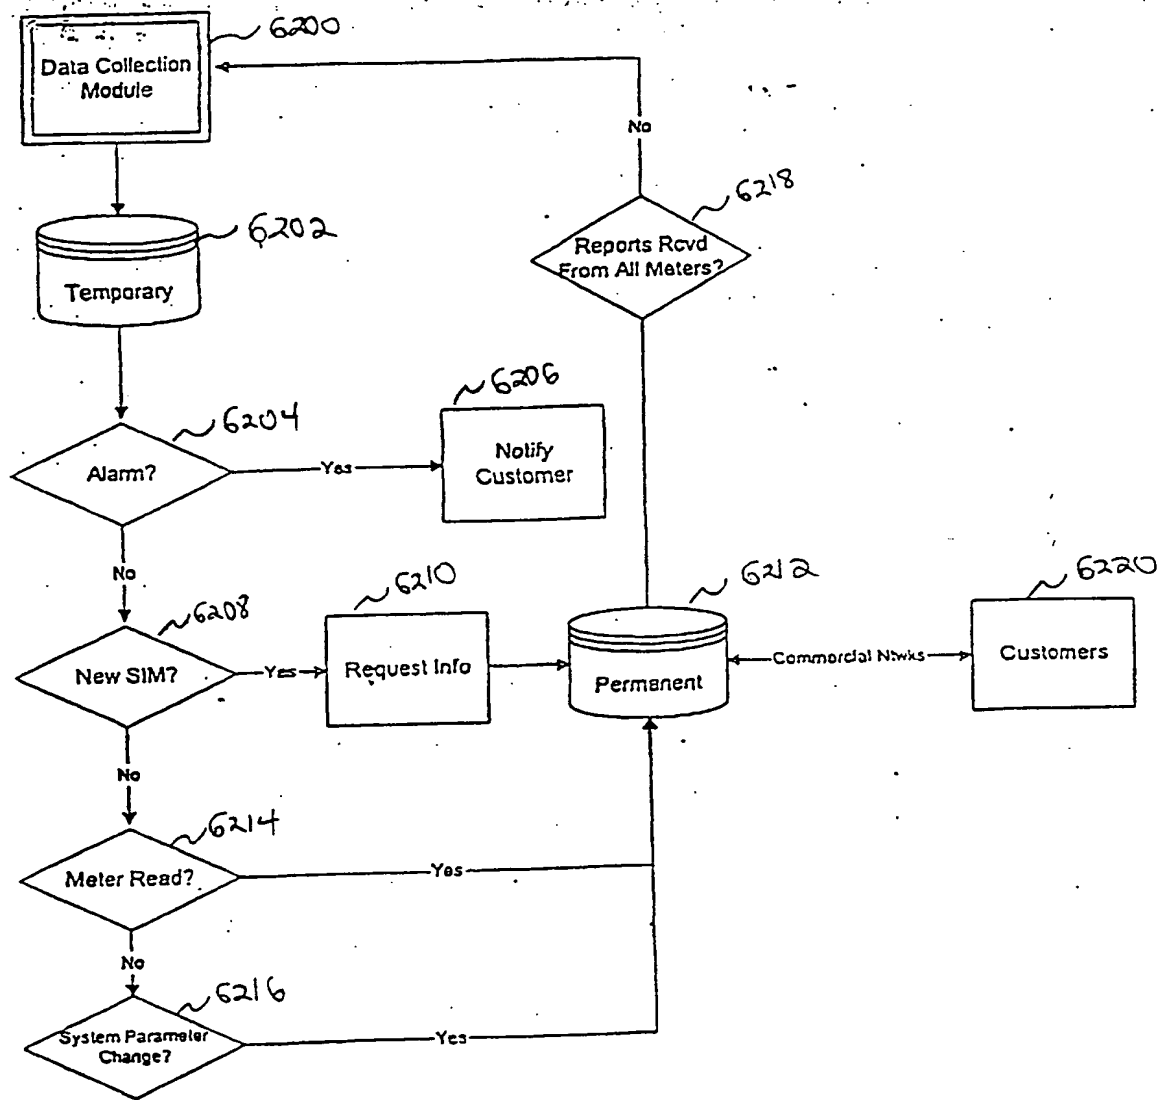 6200
Data Collection
Module
No
6218
Reports Rcvd
From All Meters?
6202
Temporary
6204
Alarm?
Yes
6206
Notify
Customer
No
6208
New SIM?
Yes
6210
Request Info
6212
Permanent
Commercial Ntwks
6220
Customers
No
6214
Meter Read?
Yes
No
6216
System Parameter
Change?
Yes